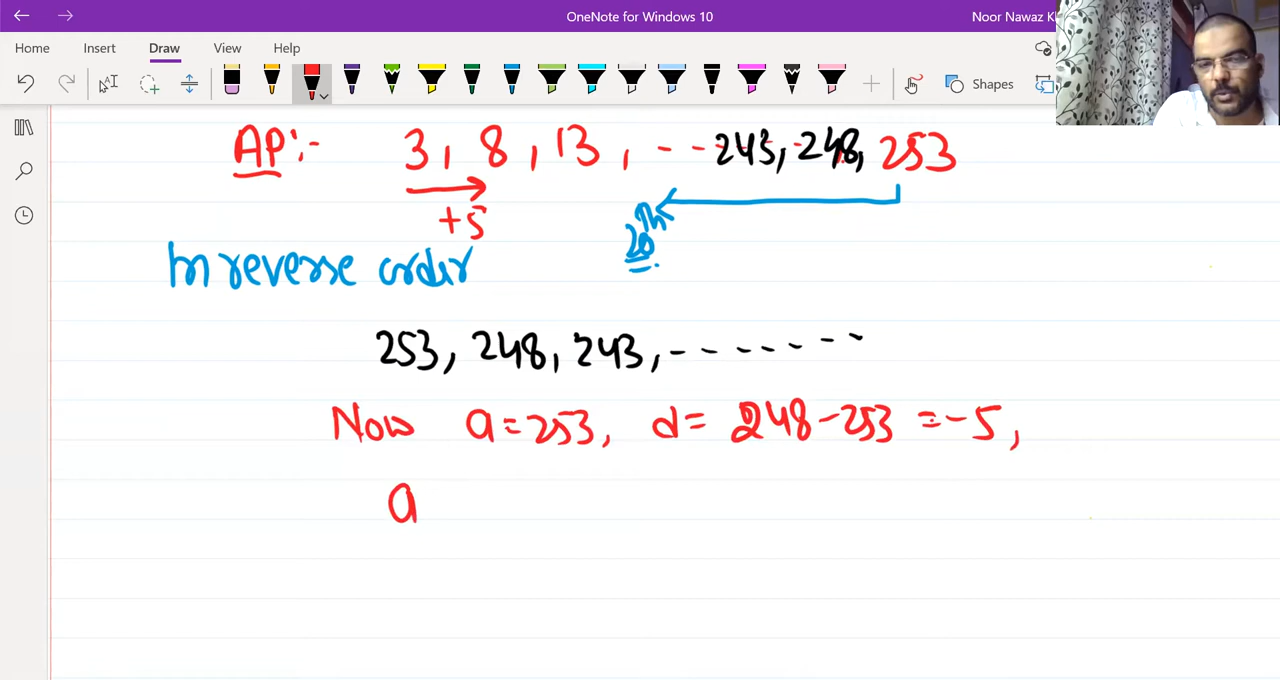 OneNote for Windows 10
Noor Nawaz K
Home Insert Draw View Help
Shapes
AP:- 3, 8, 13, - - - 243, 248, 253
+5
20th
In reverse order
253, 248, 243, - - - - - - - -
Now a = 253, d = 248 - 253 = -5,
a